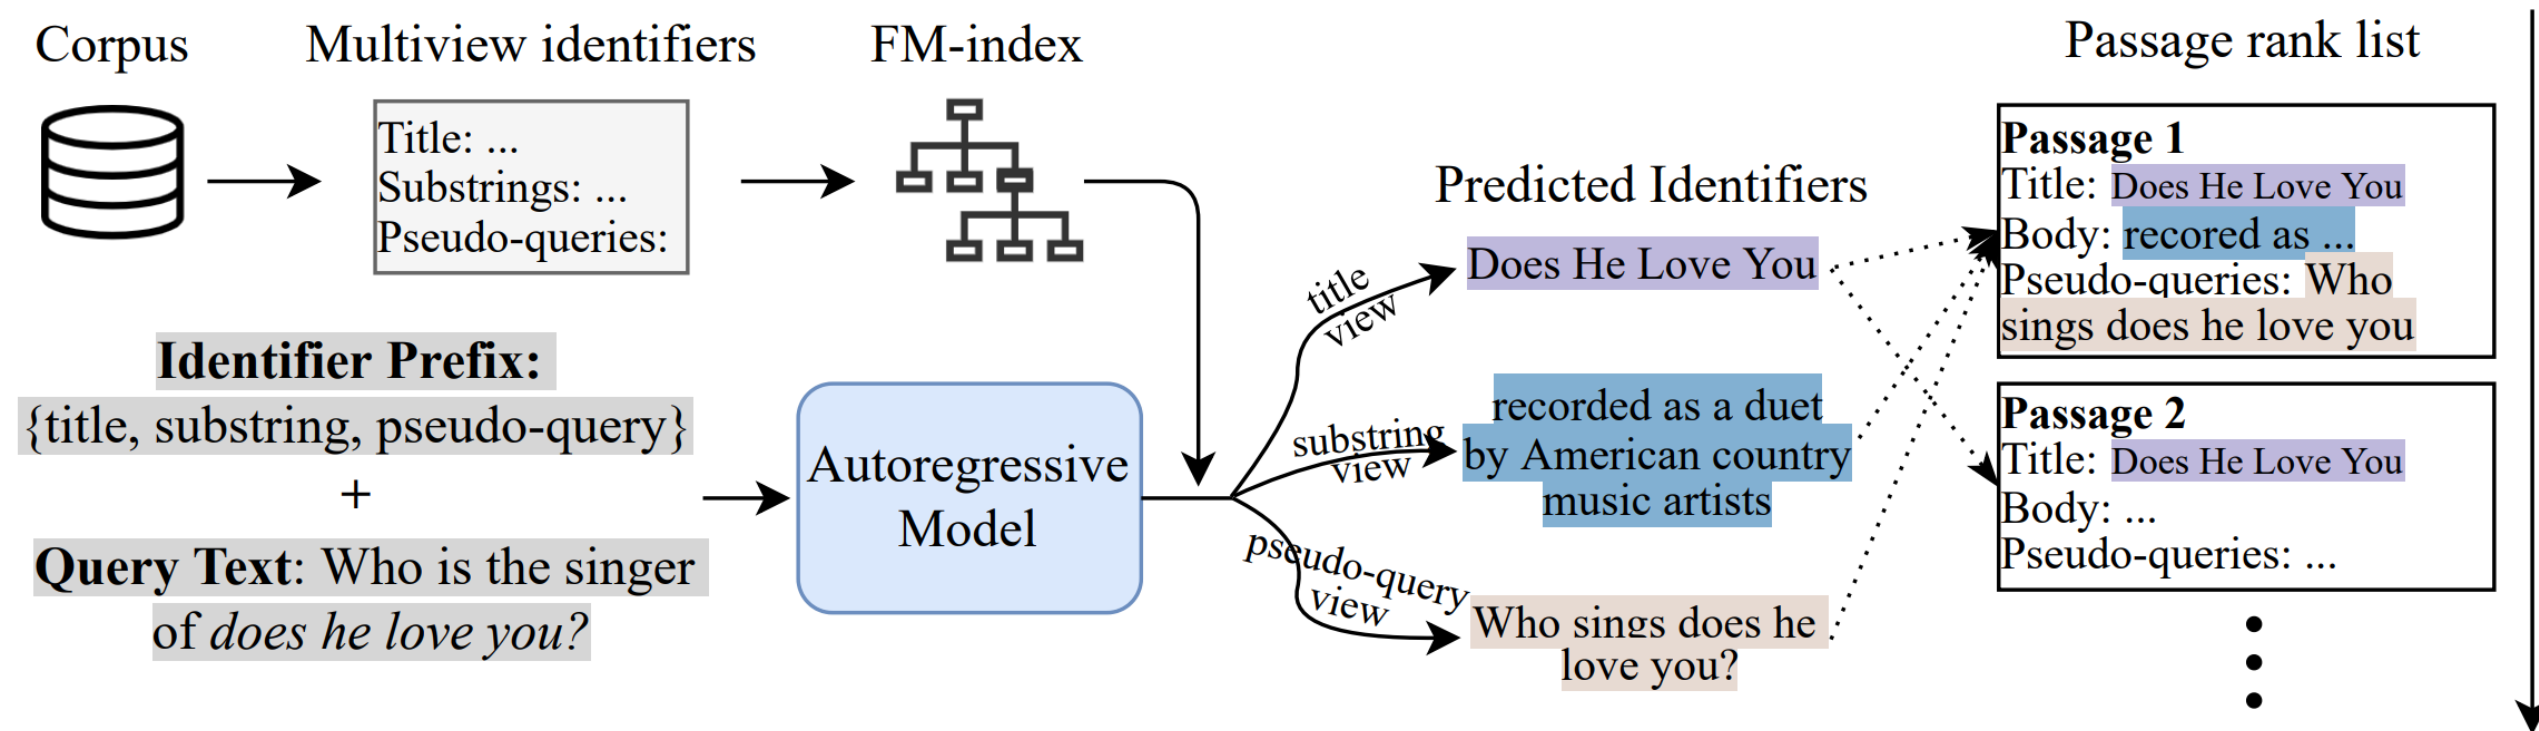 Corpus
Multiview identifiers
FM-index
Passage rank list
Title: ...
Substrings: ...
Pseudo-queries:
Identifier Prefix:
{title, substring, pseudo-query}
+
Query Text: Who is the singer
of does he love you?
Autoregressive
Model
title
view
substring
view
pseudo-query
view
Predicted Identifiers
Does He Love You
recorded as a duet
by American country
music artists
Who sings does he
love you?
Passage 1
Title: Does He Love You
Body: recored as ...
Pseudo-queries: Who
sings does he love you
Passage 2
Title: Does He Love You
Body: ...
Pseudo-queries: ...